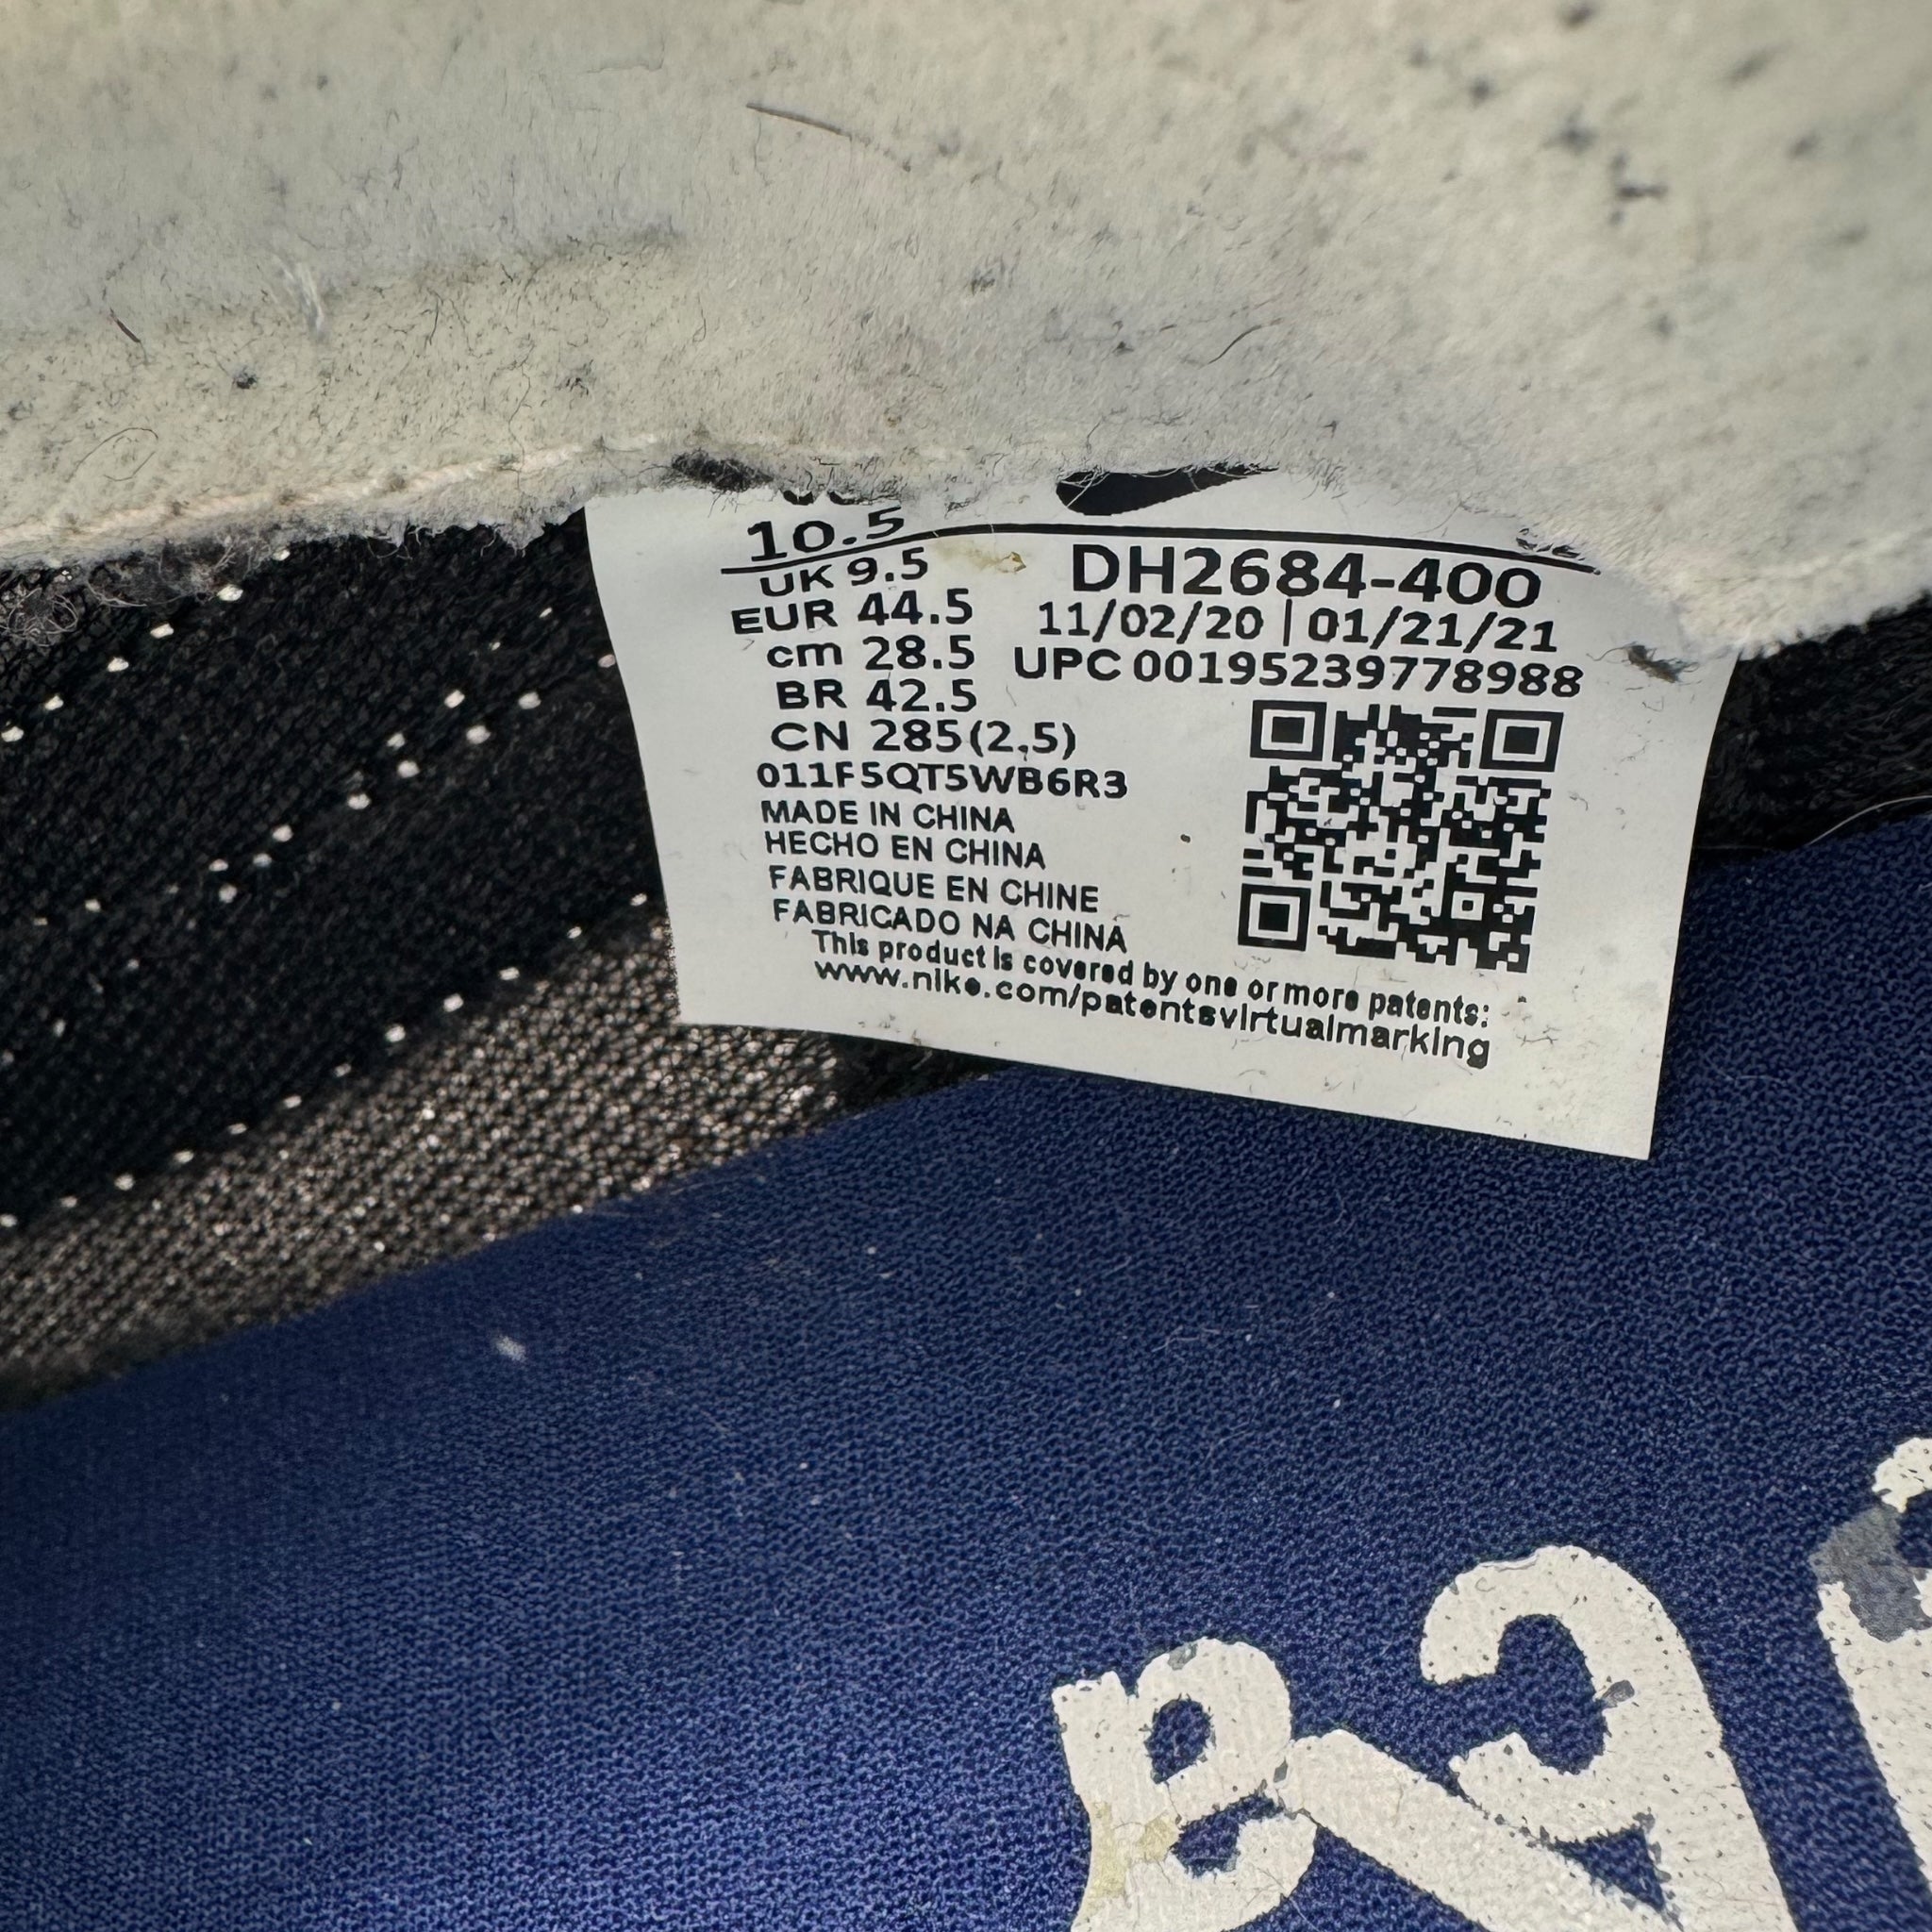 10.5
UK 9.5
EUR 44.5
cm 28.5
BR 42.5
CN 285(2.5)
011F5QT5WB6R3
MADE IN CHINA
HECHO EN CHINA
FABRIQUE EN CHINE
FABRICADO NA CHINA
This product is covered by one or more patents:
www.nike.com/patentsvirtualmarking
DH2684-400
11/02/20 | 01/21/21
UPC 00195239778988